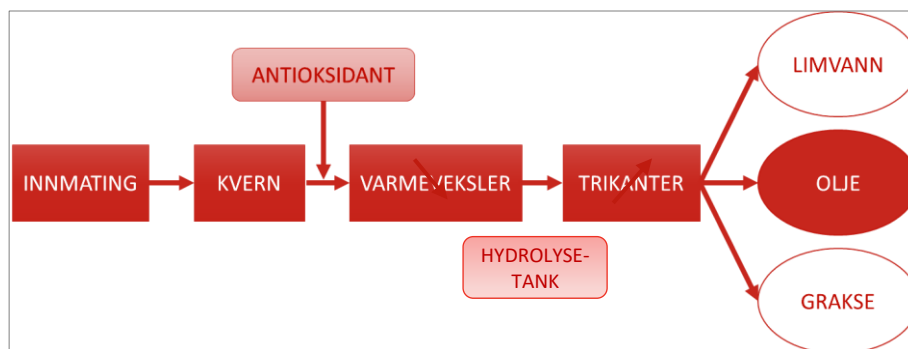 ANTIOKSIDANT
LIMVANN
INNMATING
KVERN
VARMEVEKSLER
TRIKANTER
OLJE
HYDROLYSE-
TANK
GRAKSE